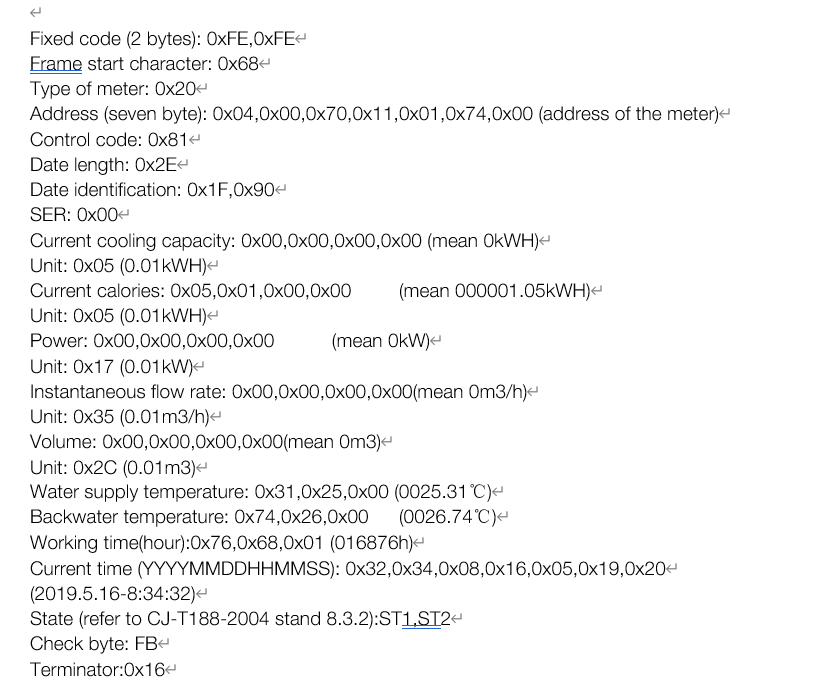 Fixed code (2 bytes): 0xFE,0xFE
Frame start character: 0x68
Type of meter: 0x20
Address (seven byte): 0x04,0x00,0x70,0x11,0x01,0x74,0x00 (address of the meter)
Control code: 0x81
Date length: 0x2E
Date identification: 0x1F,0x90
SER: 0x00
Current cooling capacity: 0x00,0x00,0x00,0x00 (mean 0kWH)
Unit: 0x05 (0.01kWH)
Current calories: 0x05,0x01,0x00,0x00 (mean 000001.05kWH)
Unit: 0x05 (0.01kWH)
Power: 0x00,0x00,0x00,0x00 (mean 0kW)
Unit: 0x17 (0.01kW)
Instantaneous flow rate: 0x00,0x00,0x00,0x00(mean 0m3/h)
Unit: 0x35 (0.01m3/h)
Volume: 0x00,0x00,0x00,0x00(mean 0m3)
Unit: 0x2C (0.01m3)
Water supply temperature: 0x31,0x25,0x00 (0025.31℃)
Backwater temperature: 0x74,0x26,0x00 (0026.74℃)
Working time(hour):0x76,0x68,0x01 (016876h)
Current time (YYYYMMDDHHMMSS): 0x32,0x34,0x08,0x16,0x05,0x19,0x20
(2019.5.16-8:34:32)
State (refer to CJ-T188-2004 stand 8.3.2):ST1,ST2
Check byte: FB
Terminator:0x16